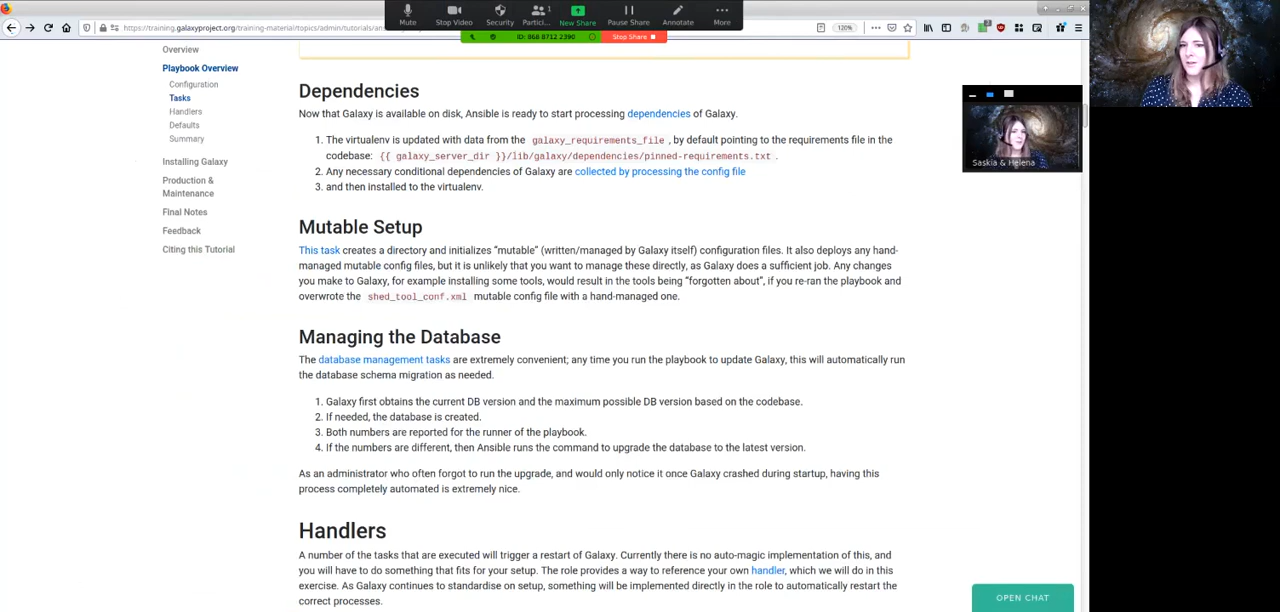 Mute
Stop Video
Security
Partici...
1
New Share
Pause Share
Annotate
More
ID: 868 8712 2390
Stop Share
https://training.galaxyproject.org/training-material/topics/admin/tutorials/an
120%
Overview
Playbook Overview
Configuration
Tasks
Handlers
Defaults
Summary
Installing Galaxy
Production &
Maintenance
Final Notes
Feedback
Citing this Tutorial
Dependencies
Now that Galaxy is available on disk, Ansible is ready to start processing dependencies of Galaxy.
1. The virtualenv is updated with data from the galaxy_requirements_file , by default pointing to the requirements file in the
codebase: {{ galaxy_server_dir }}/lib/galaxy/dependencies/pinned-requirements.txt .
2. Any necessary conditional dependencies of Galaxy are collected by processing the config file
3. and then installed to the virtualenv.
Mutable Setup
This task creates a directory and initializes “mutable” (written/managed by Galaxy itself) configuration files. It also deploys any hand-
managed mutable config files, but it is unlikely that you want to manage these directly, as Galaxy does a sufficient job. Any changes
you make to Galaxy, for example installing some tools, would result in the tools being “forgotten about”, if you re-ran the playbook and
overwrote the shed_tool_conf.xml mutable config file with a hand-managed one.
Managing the Database
The database management tasks are extremely convenient; any time you run the playbook to update Galaxy, this will automatically run
the database schema migration as needed.
1. Galaxy first obtains the current DB version and the maximum possible DB version based on the codebase.
2. If needed, the database is created.
3. Both numbers are reported for the runner of the playbook.
4. If the numbers are different, then Ansible runs the command to upgrade the database to the latest version.
As an administrator who often forgot to run the upgrade, and would only notice it once Galaxy crashed during startup, having this
process completely automated is extremely nice.
Handlers
A number of the tasks that are executed will trigger a restart of Galaxy. Currently there is no auto-magic implementation of this, and
you will have to do something that fits for your setup. The role provides a way to reference your own handler, which we will do in this
exercise. As Galaxy continues to standardise on setup, something will be implemented directly in the role to automatically restart the
correct processes.
Saskia & Helena
OPEN CHAT